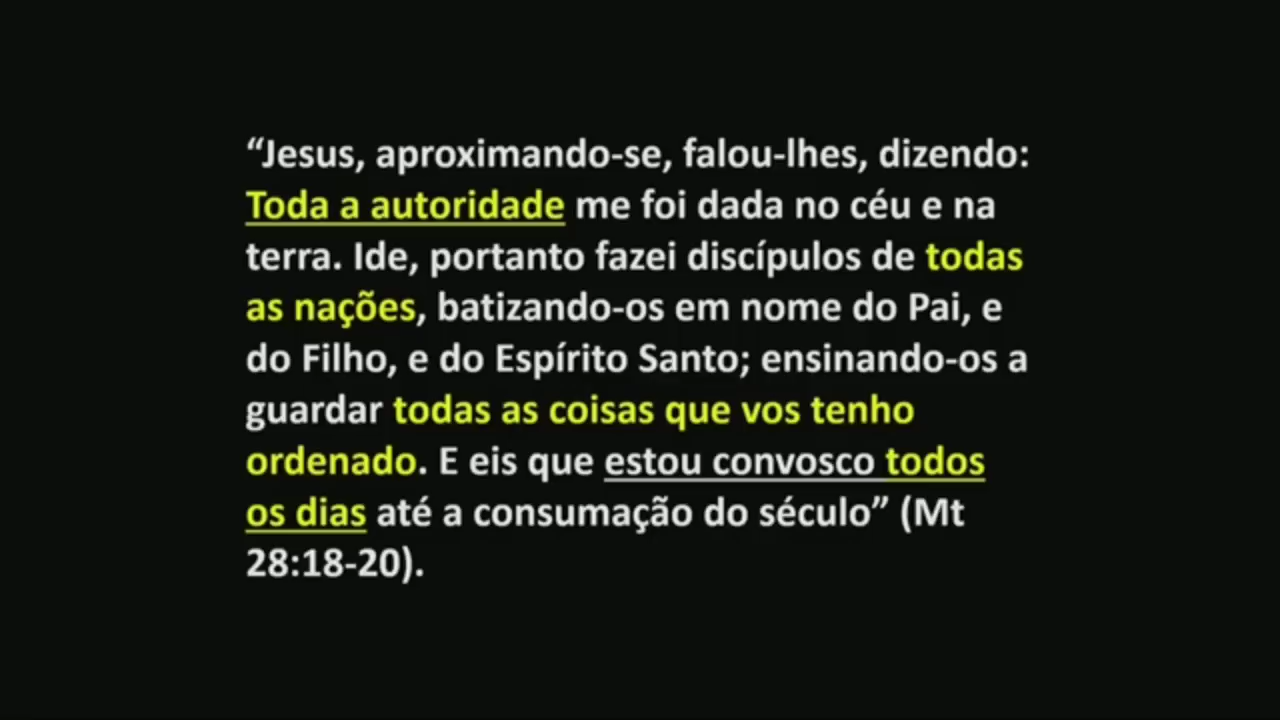 “Jesus, aproximando-se, falou-lhes, dizendo:
Toda a autoridade me foi dada no céu e na
terra. Ide, portanto fazei discípulos de todas
as nações, batizando-os em nome do Pai, e
do Filho, e do Espírito Santo; ensinando-os a
guardar todas as coisas que vos tenho
ordenado. E eis que estou convosco todos
os dias até a consumação do século” (Mt
28:18-20).